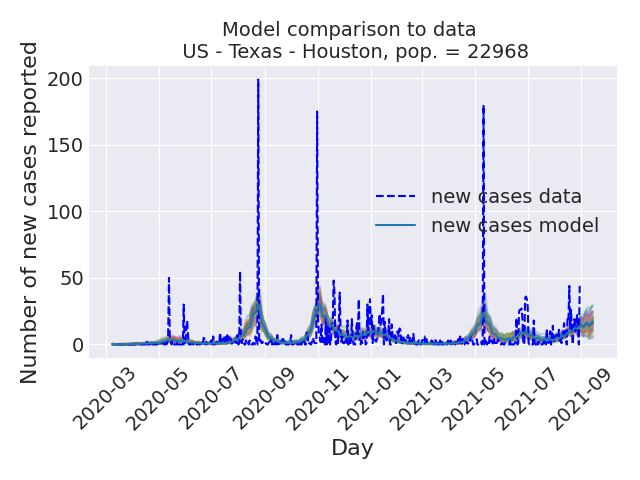 Model comparison to data
US - Texas - Houston, pop. = 22968
Number of new cases reported
200
150
100
50
0
new cases data
new cases model
2020-03
2020-05
2020-07
2020-09
2020-11
2021-01
2021-03
2021-05
2021-07
2021-09
Day